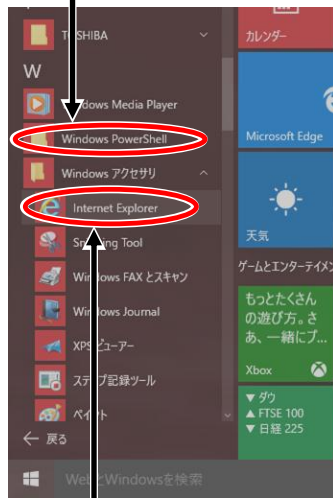 TOSHIBA
カレンダー
W
Windows Media Player
Microsoft Edge
Windows PowerShell
Windows アクセサリ
Internet Explorer
Snipping Tool
天気
Windows FAX とスキャン
ゲームとエンターテイメン
Windows Journal
もっとたくさん
の遊び方。さ
あ、一緒にプ...
XPS ビューアー
Xbox
ステップ記録ツール
▼ ダウ
▲ FTSE 100
▼ 日経 225
ペイント
← 戻る
WebとWindowsを検索